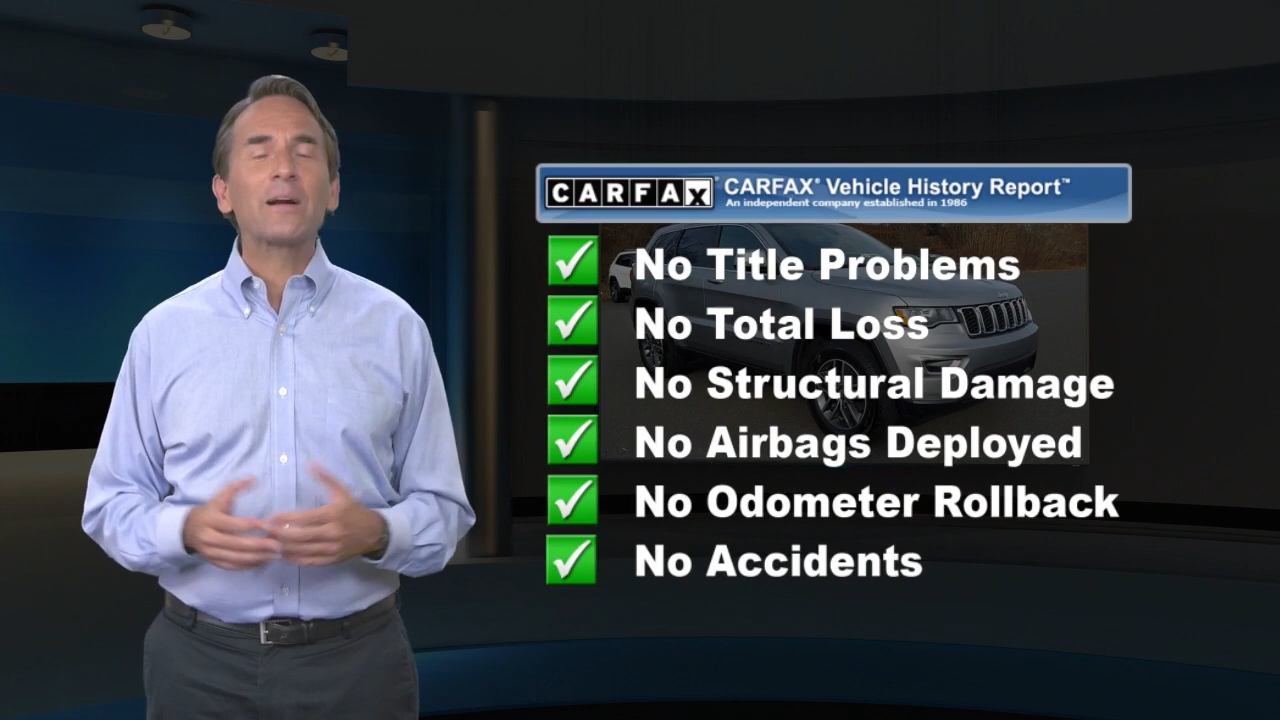 CARFAX® CARFAX® Vehicle History Report™
An independent company established in 1986
No Title Problems
No Total Loss
No Structural Damage
No Airbags Deployed
No Odometer Rollback
No Accidents